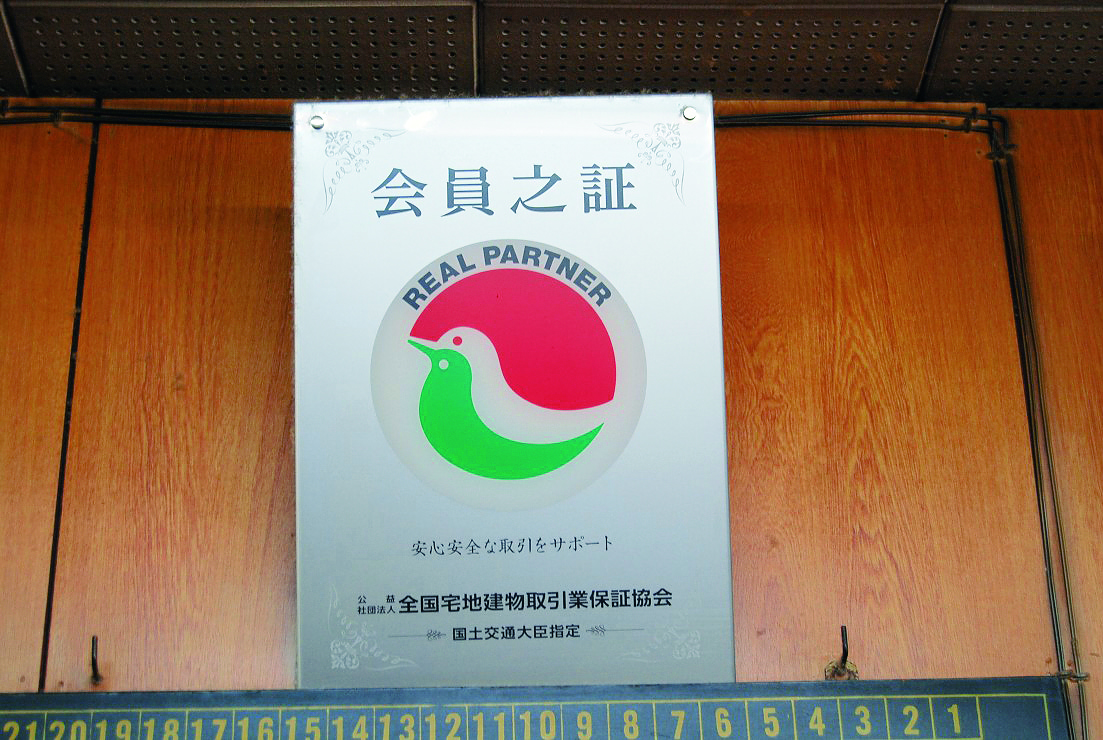 会員之証
REAL PARTNER
安心安全な取引をサポート
公益
社団法人 全国宅地建物取引業保証協会
国土交通大臣指定
21 20 19 18 17 16 15 14 13 12 11 10 9 8 7 6 5 4 3 2 1